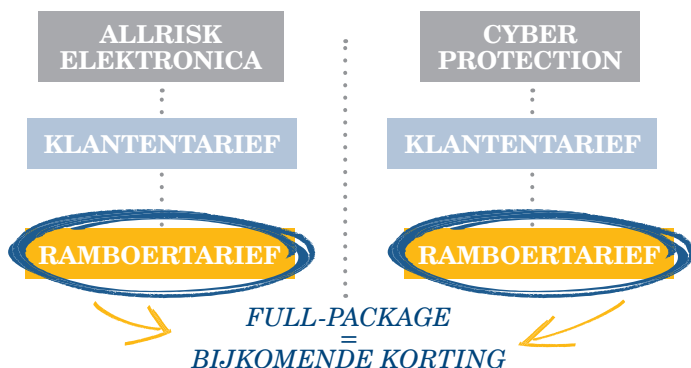 ALLRISK
ELEKTRONICA
KLANTENTARIEF
RAMBOERTARIEF
CYBER
PROTECTION
KLANTENTARIEF
RAMBOERTARIEF
FULL-PACKAGE
=
BIJKOMENDE KORTING